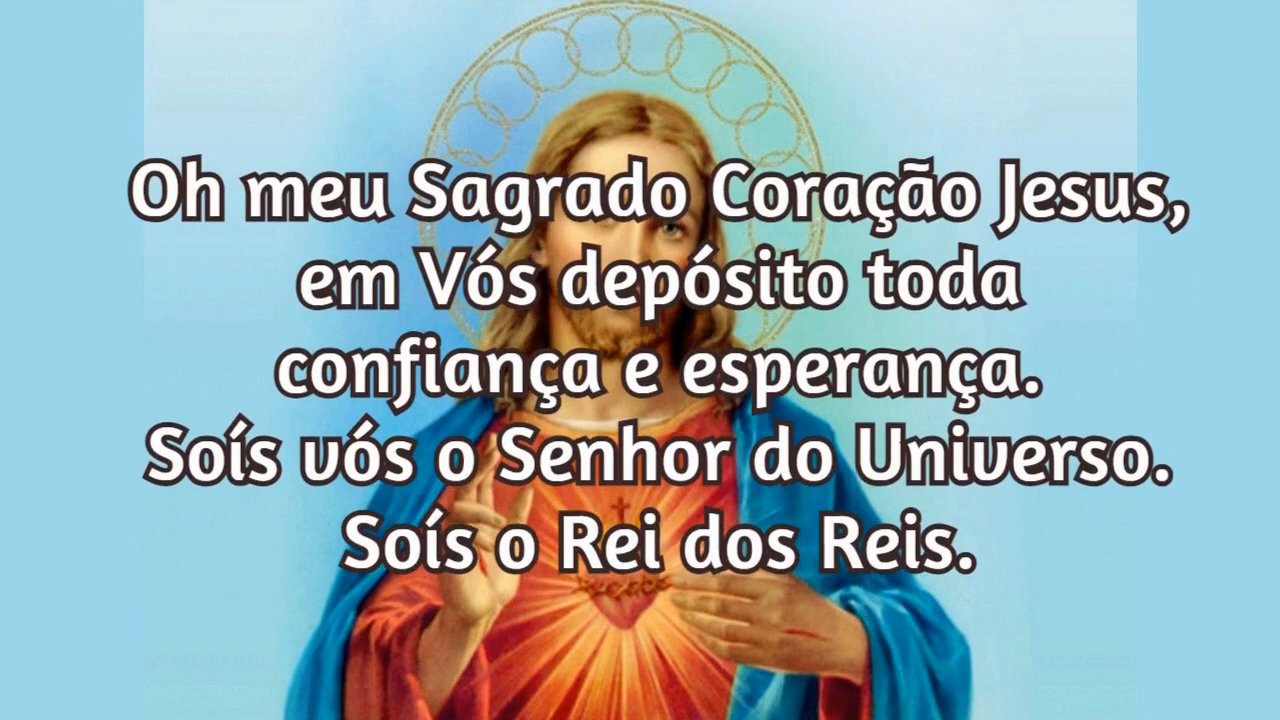 Oh meu Sagrado Coração Jesus,
em Vós depósito toda
confiança e esperança.
Soís vós o Senhor do Universo.
Soís o Rei dos Reis.